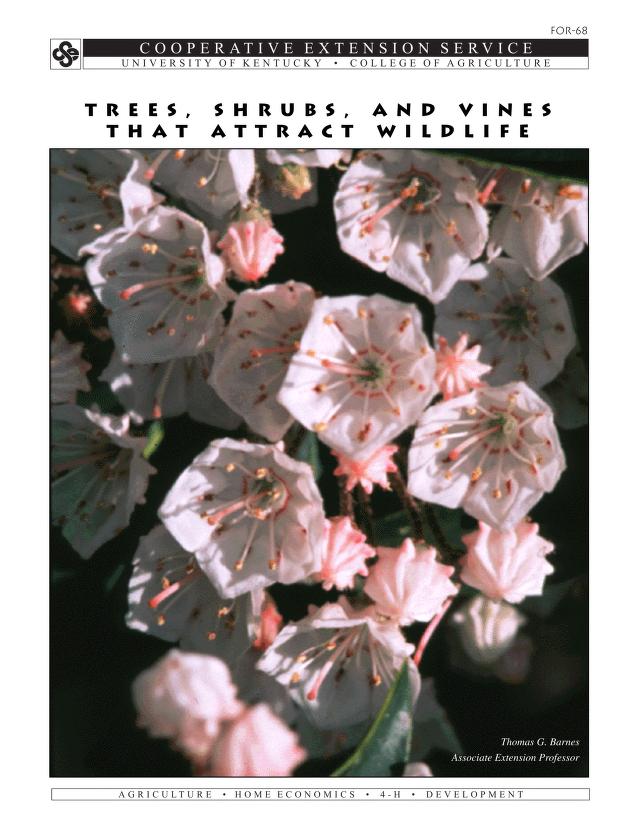 FOR-68
COOPERATIVE EXTENSION SERVICE
UNIVERSITY OF KENTUCKY • COLLEGE OF AGRICULTURE
TREES, SHRUBS, AND VINES
THAT ATTRACT WILDLIFE
Thomas G. Barnes
Associate Extension Professor
AGRICULTURE • HOME ECONOMICS • 4-H • DEVELOPMENT